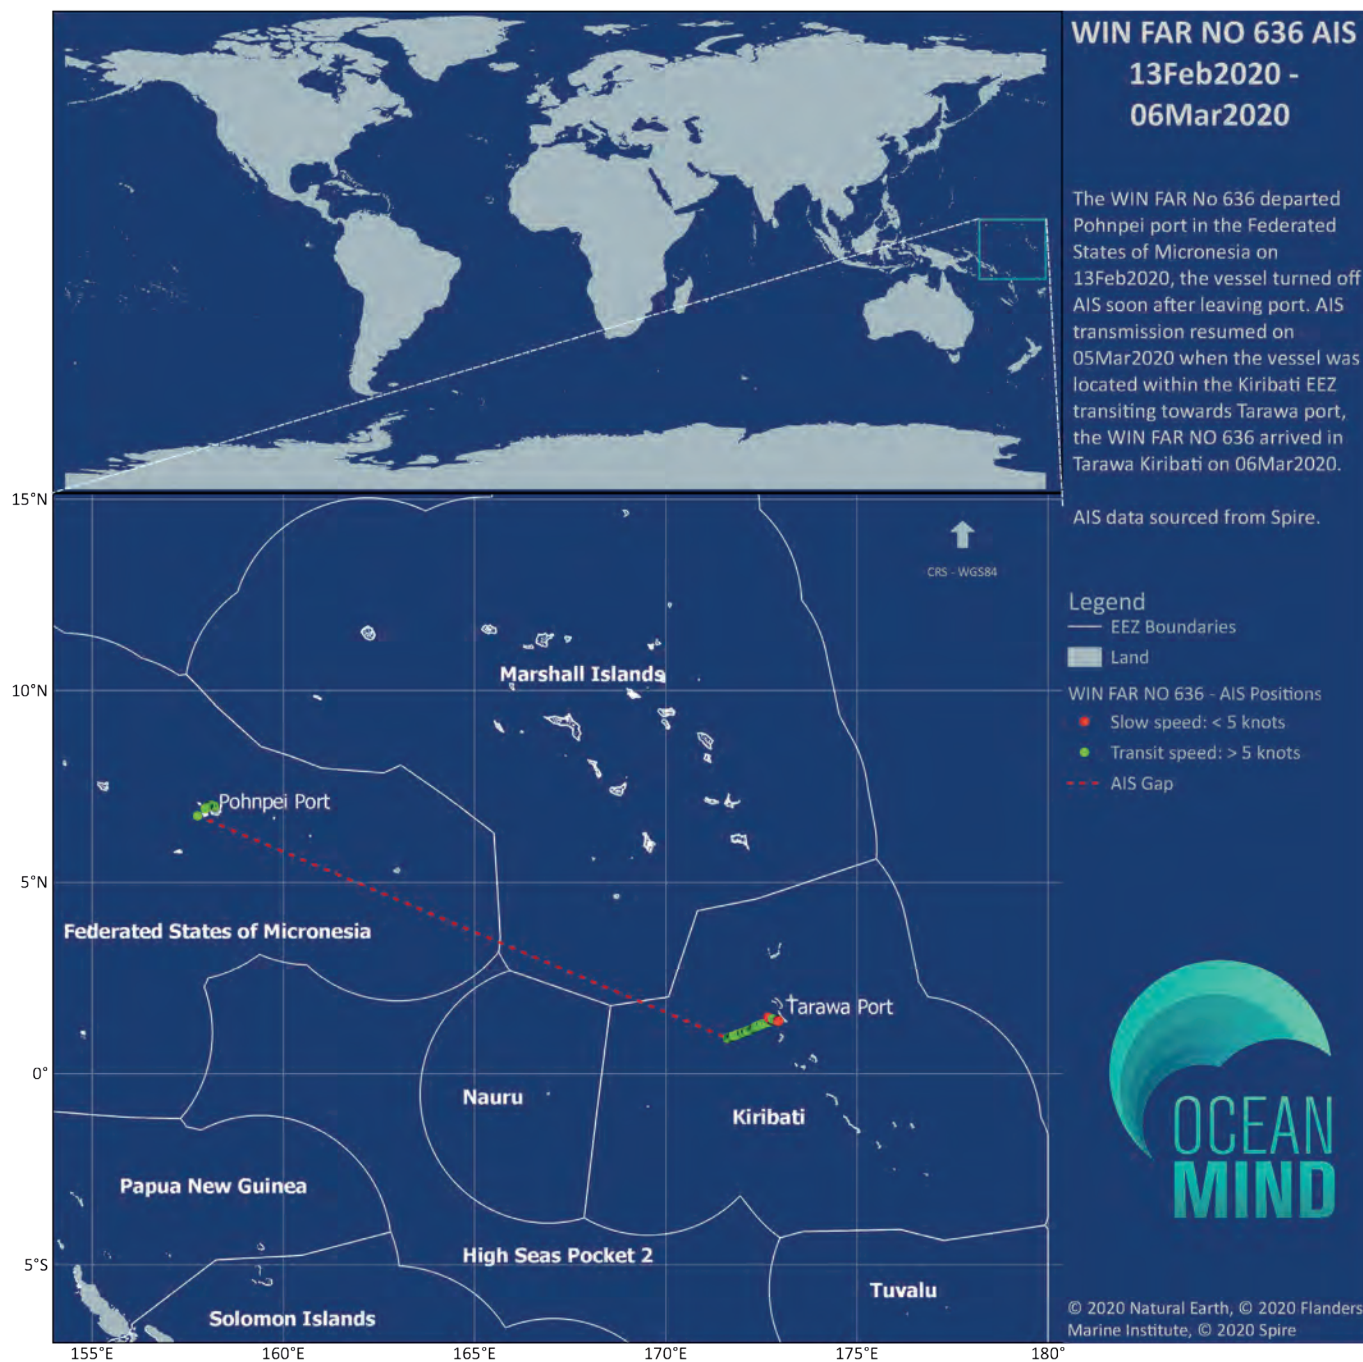 WIN FAR NO 636 AIS
13Feb2020 -
06Mar2020
The WIN FAR No 636 departed
Pohnpei port in the Federated
States of Micronesia on
13Feb2020, the vessel turned off
AIS soon after leaving port. AIS
transmission resumed on
05Mar2020 when the vessel was
located within the Kiribati EEZ
transiting towards Tarawa port,
the WIN FAR NO 636 arrived in
Tarawa Kiribati on 06Mar2020.
AIS data sourced from Spire.
Legend
EEZ Boundaries
Land
WIN FAR NO 636 - AIS Positions
Slow speed: < 5 knots
Transit speed: > 5 knots
AIS Gap
OCEAN
MIND
© 2020 Natural Earth, © 2020 Flanders
Marine Institute, © 2020 Spire
CRS - WGS84
15°N
10°N
5°N
0°
5°S
Marshall Islands
Pohnpei Port
Federated States of Micronesia
Tarawa Port
Nauru
Kiribati
Papua New Guinea
High Seas Pocket 2
Tuvalu
Solomon Islands
155°E
160°E
165°E
170°E
175°E
180°